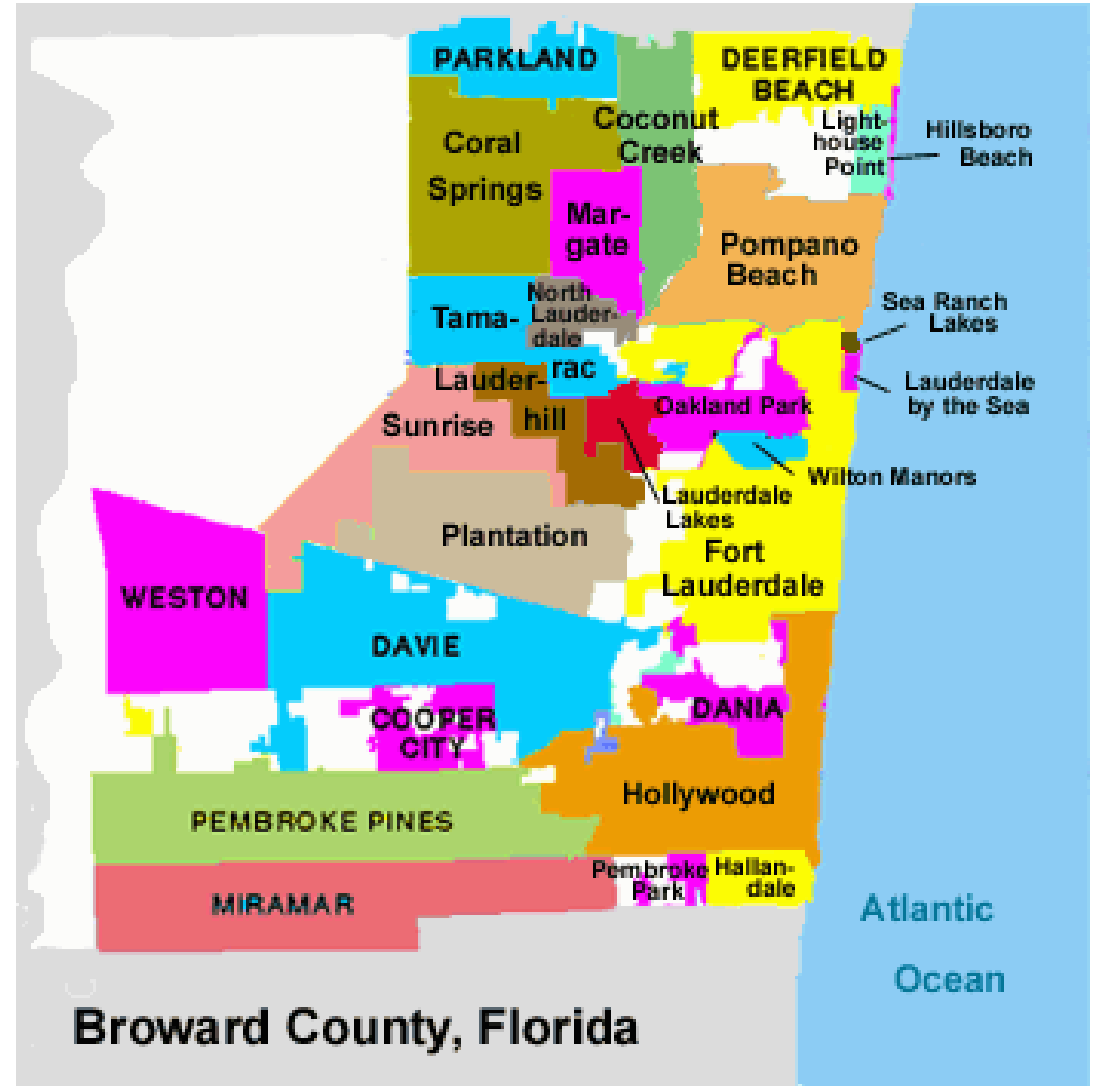 PARKLAND
DEERFIELD
BEACH
Coral
Springs
Coconut
Creek
Light-
house
Point
Hillsboro
Beach
Mar-
gate
Pompano
Beach
North
Lauder-
dale
Tama-
rac
Sea Ranch
Lakes
Lauder-
hill
Oakland Park
Lauderdale
by the Sea
Sunrise
Wilton Manors
Lauderdale
Lakes
Plantation
Fort
Lauderdale
WESTON
DAVIE
COOPER
CITY
DANIA
Hollywood
PEMBROKE PINES
Pembroke
Park
Hallan-
dale
MIRAMAR
Atlantic
Ocean
Broward County, Florida